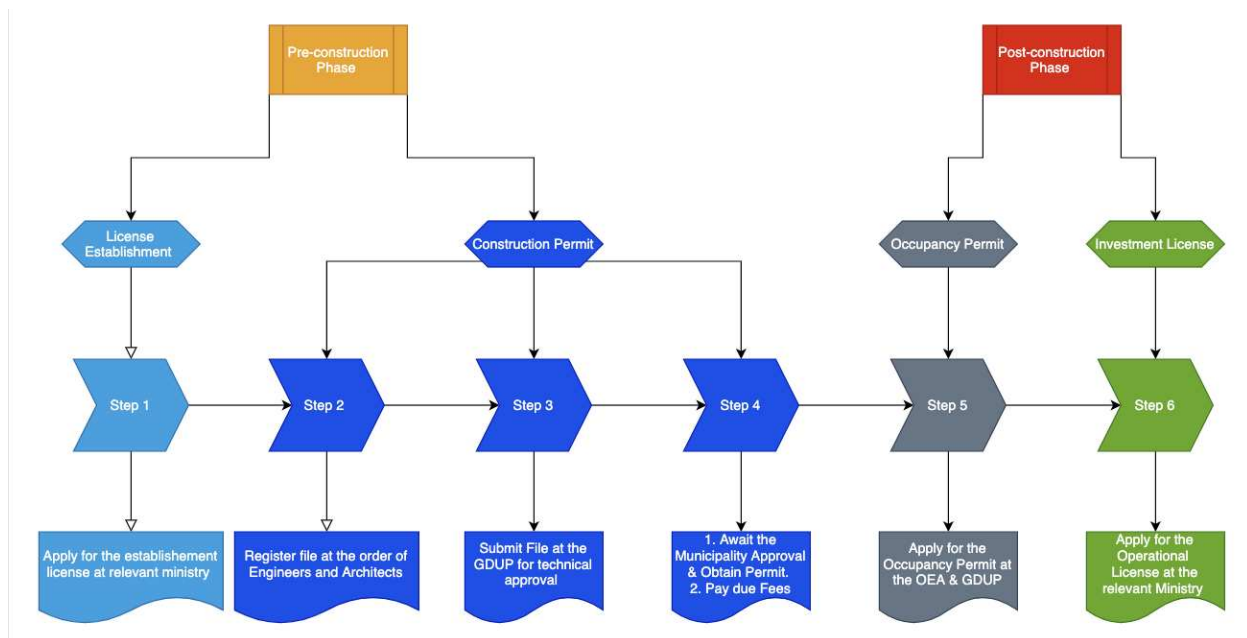 Pre-construction
Phase
Post-construction
Phase
License
Establishment
Construction Permit
Occupancy Permit
Investment License
Step 1
Step 2
Step 3
Step 4
Step 5
Step 6
Apply for the establishement
license at relevant ministry
Register file at the order of
Engineers and Architects
Submit File at the
GDUP for technical
approval
1. Await the
Municipality Approval
& Obtain Permit.
2. Pay due Fees
Apply for the
Occupancy Permit at
the OEA & GDUP
Apply for the
Operational
License at the
relevant Ministry